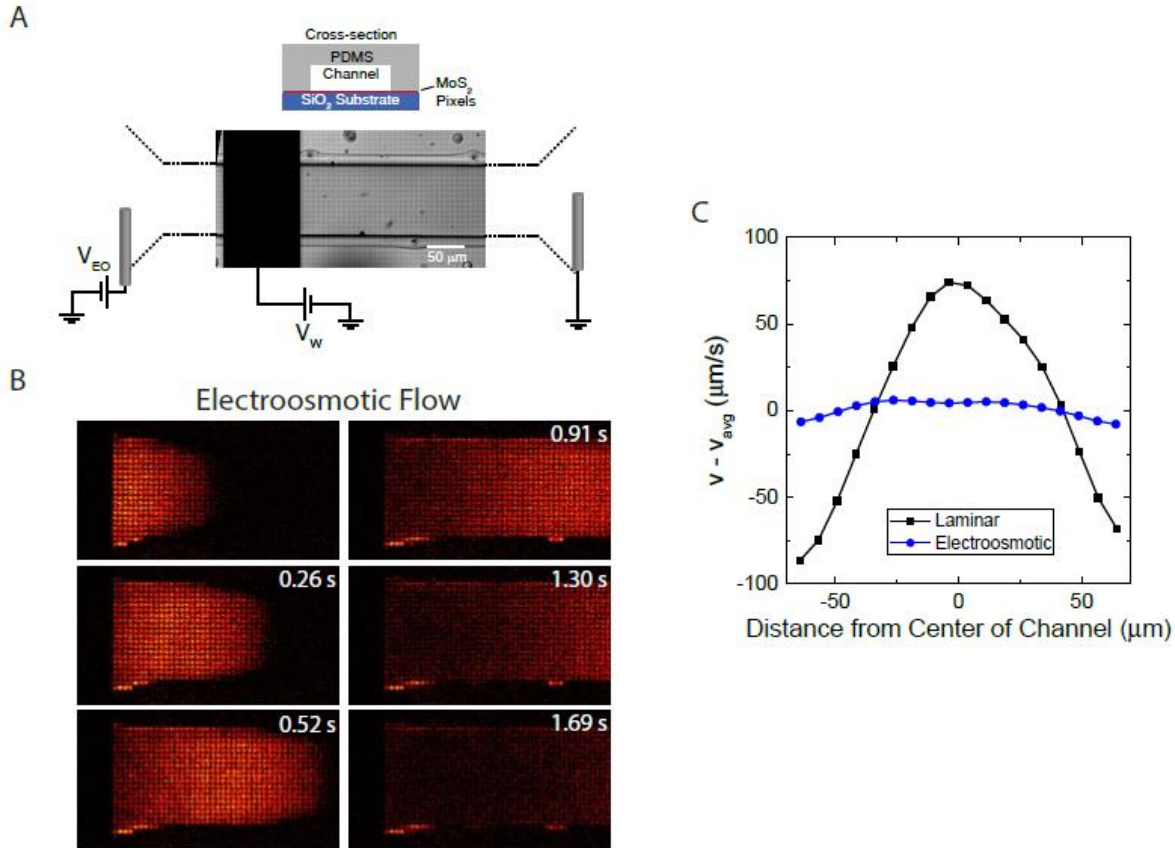 A
Cross-section
PDMS
Channel
MoS2
Pixels
SiO2 Substrate
50 μm
VEO
VW
B
Electroosmotic Flow
0.91 s
0.26 s
1.30 s
0.52 s
1.69 s
C
100
50
0
-50
-100
v - vavg (μm/s)
Laminar
Electroosmotic
-50 0 50
Distance from Center of Channel (μm)